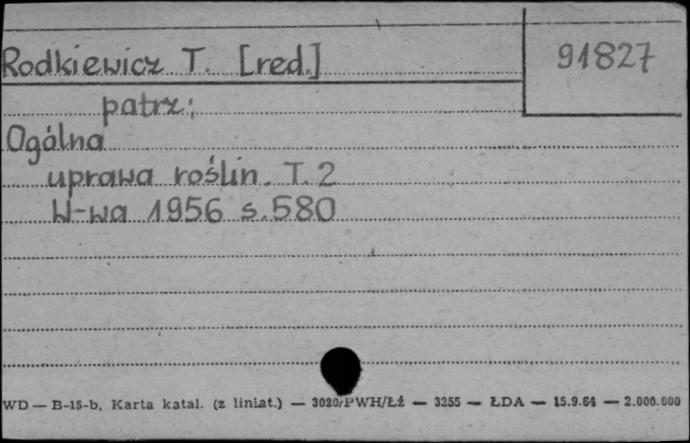 Rodkiewicz T. [red.]
91827
patrz:
Ogólna
uprawa roślin. T. 2
W-wa 1956 s. 580
WD — B-15-b, Karta katal. (z liniat.) — 3020/PWH/Łź — 3255 — ŁDA — 15.9.64 — 2.000.000